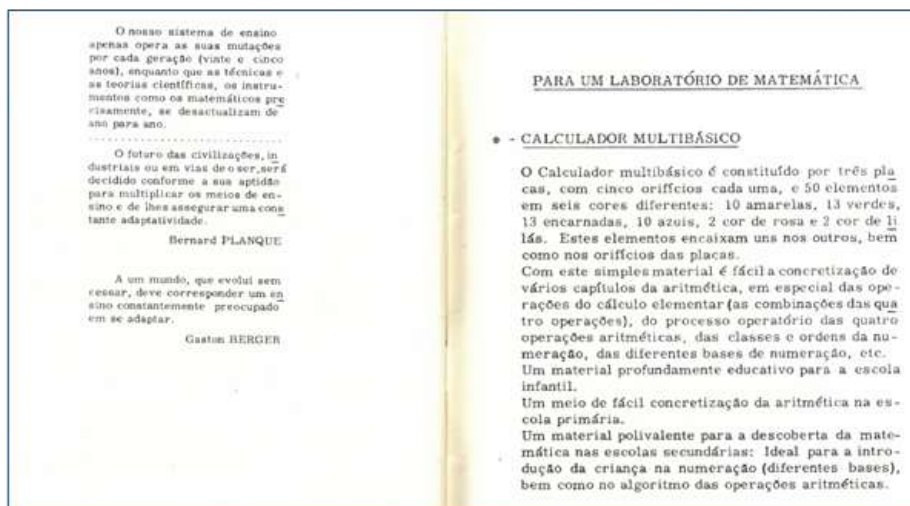 O nosso sistema de ensino
apenas opera as suas mutações
por cada geração (vinte e cinco
anos), enquanto que as técnicas e
as teorias científicas, os instru-
mentos como os matemáticos pre
cisamente, se desactualizam de
ano para ano.
O futuro das civilizações, in
dustriais ou em vias de o ser, será
decidido conforme a sua aptidão
para multiplicar os meios de en-
sino e de lhes assegurar uma cons
tante adaptatividade.
Bernard PLANQUE
A um mundo, que evolui sem
cessar, deve corresponder um en
sino constantemente preocupado
em se adaptar.
Gaston BERGER
PARA UM LABORATÓRIO DE MATEMÁTICA
* - CALCULADOR MULTIBÁSICO
O Calculador multibásico é constituído por três pla
cas, com cinco orifícios cada uma, e 50 elementos
em seis cores diferentes: 10 amarelas, 13 verdes,
13 encarnadas, 10 azuis, 2 cor de rosa e 2 cor de li
lás. Estes elementos encaixam uns nos outros, bem
como nos orifícios das placas.
Com este simples material é fácil a concretização de
vários capítulos da aritmética, em especial das ope-
rações do cálculo elementar (as combinações das qua
tro operações), do processo operatório das quatro
operações aritméticas, das classes e ordens da nu-
meração, das diferentes bases de numeração, etc.
Um material profundamente educativo para a escola
infantil.
Um meio de fácil concretização da aritmética na es-
cola primária.
Um material polivalente para a descoberta da mate-
mática nas escolas secundárias: Ideal para a intro-
dução da criança na numeração (diferentes bases),
bem como no algoritmo das operações aritméticas.